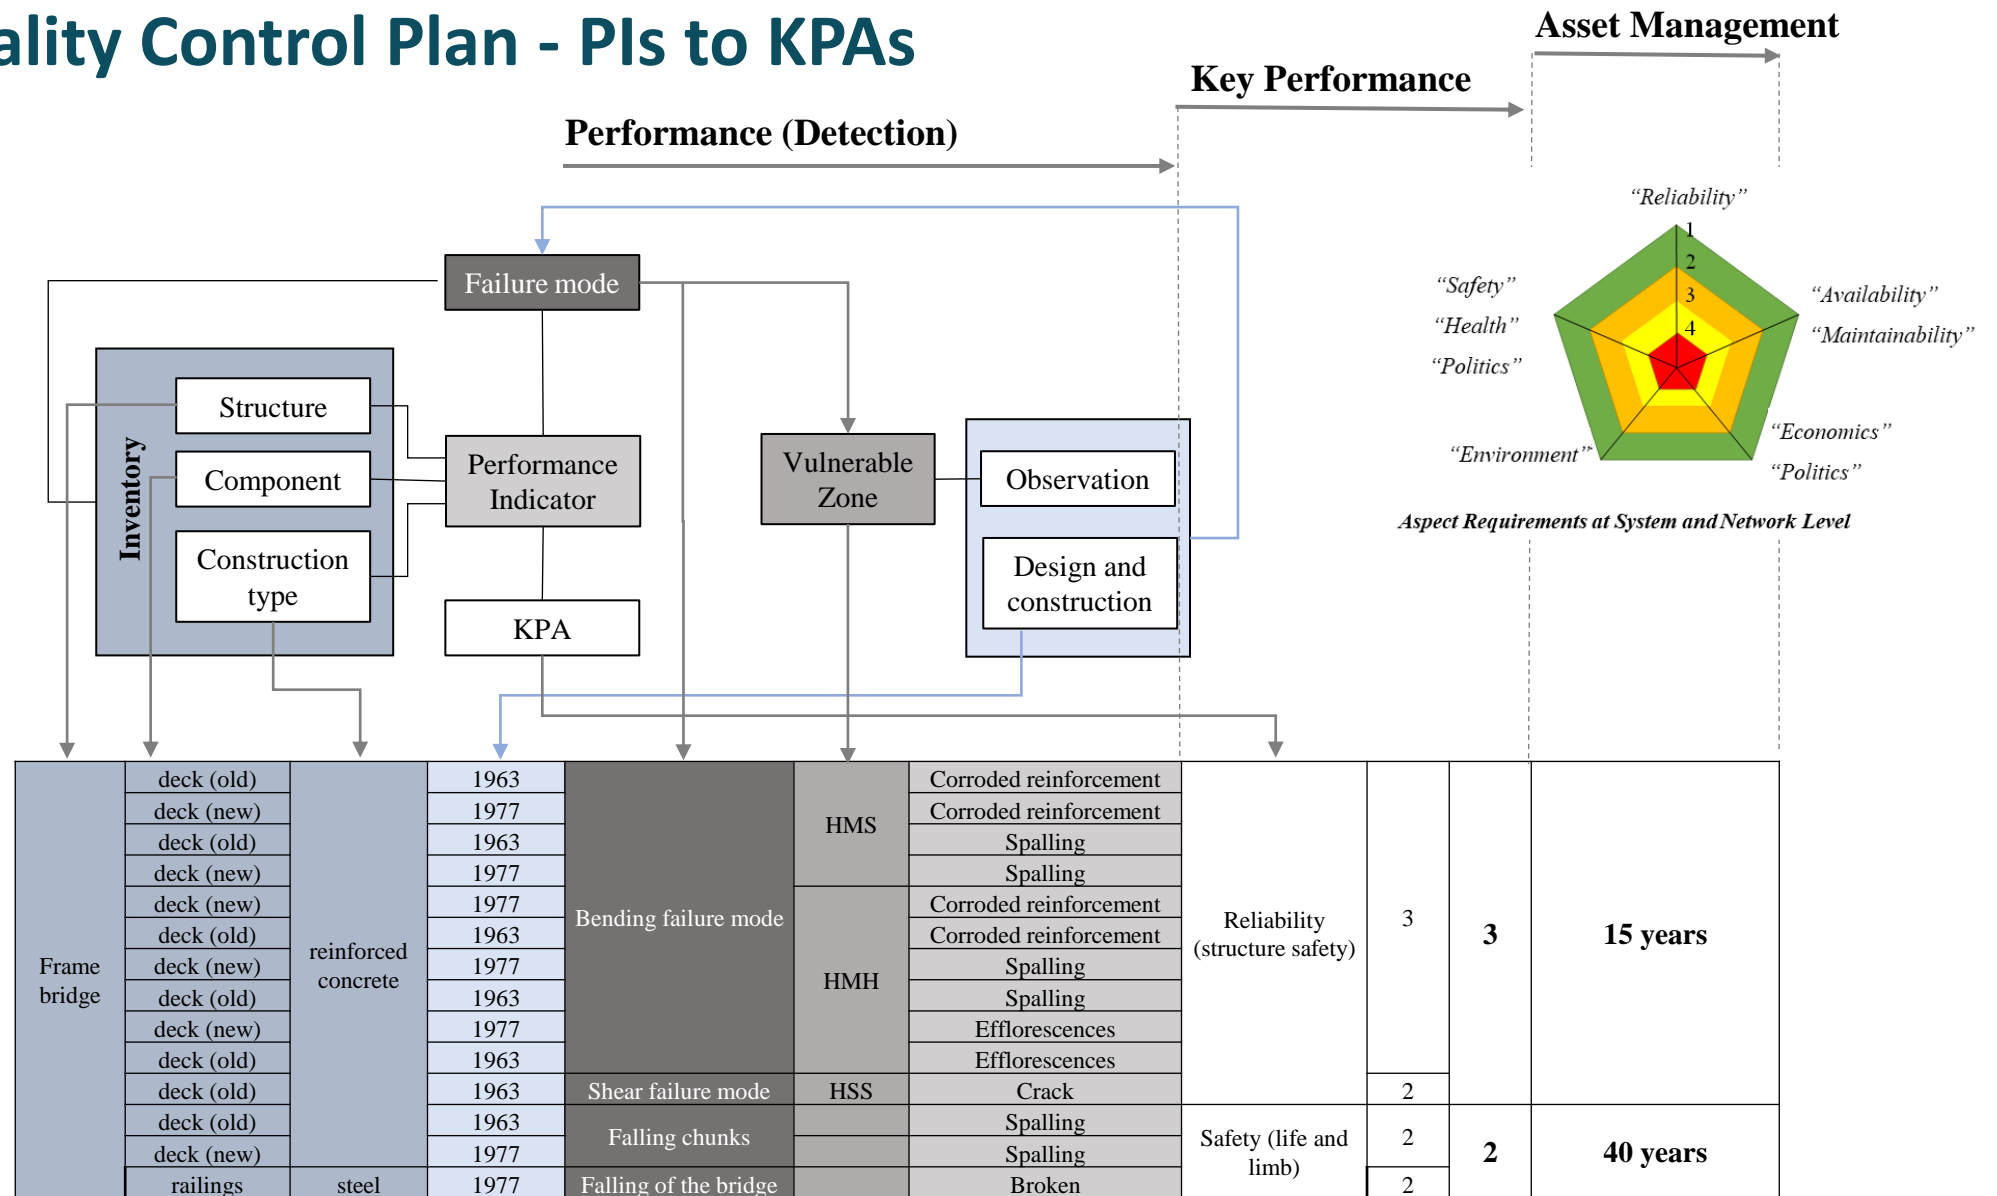 ality Control Plan - PIs to KPAs
Asset Management
Key Performance
Performance (Detection)
“Reliability”
1
2
3
4
“Safety”
“Health”
“Politics”
“Availability”
“Maintainability”
“Environment”
“Economics”
“Politics”
Aspect Requirements at System and Network Level
Failure mode
Inventory
Structure
Component
Construction
type
Performance
Indicator
KPA
Vulnerable
Zone
Observation
Design and
construction
Frame
bridge
deck (old)
deck (new)
deck (old)
deck (new)
deck (new)
deck (old)
deck (new)
deck (old)
deck (new)
deck (old)
deck (old)
deck (old)
deck (new)
railings
reinforced
concrete
steel
1963
1977
1963
1977
1977
1963
1977
1963
1977
1963
1963
1963
1977
1977
Bending failure mode
Shear failure mode
Falling chunks
Falling of the bridge
HMS
HMH
HSS
Corroded reinforcement
Corroded reinforcement
Spalling
Spalling
Corroded reinforcement
Corroded reinforcement
Spalling
Spalling
Efflorescences
Efflorescences
Crack
Spalling
Spalling
Broken
Reliability
(structure safety)
Safety (life and
limb)
3
2
2
2
3
2
15 years
40 years